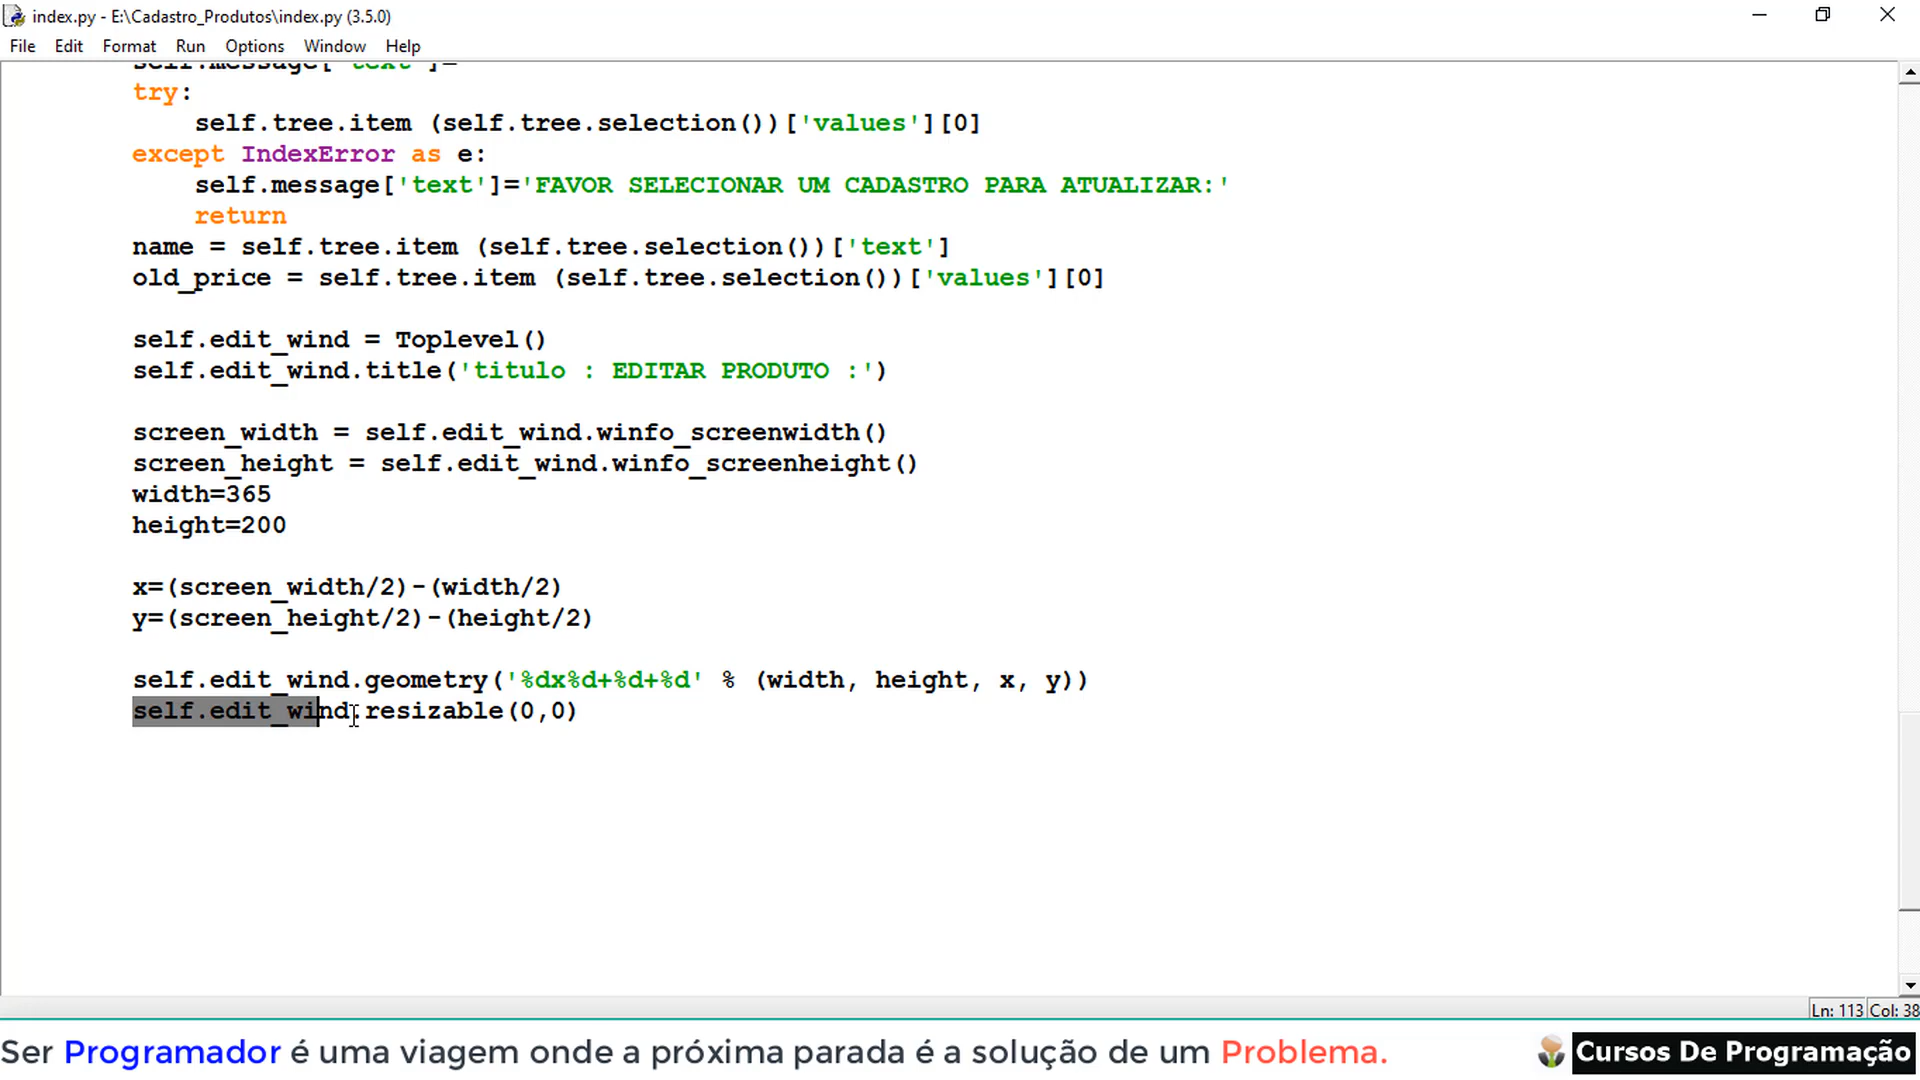 index.py - E:\Cadastro_Produtos\index.py (3.5.0)
File Edit Format Run Options Window Help
self.message['text']=''
try:
self.tree.item (self.tree.selection())['values'][0]
except IndexError as e:
self.message['text']='FAVOR SELECIONAR UM CADASTRO PARA ATUALIZAR:'
return
name = self.tree.item (self.tree.selection())['text']
old_price = self.tree.item (self.tree.selection())['values'][0]
self.edit_wind = Toplevel()
self.edit_wind.title('titulo : EDITAR PRODUTO :')
screen_width = self.edit_wind.winfo_screenwidth()
screen_height = self.edit_wind.winfo_screenheight()
width=365
height=200
x=(screen_width/2)-(width/2)
y=(screen_height/2)-(height/2)
self.edit_wind.geometry('%dx%d+%d+%d' % (width, height, x, y))
self.edit_wind.resizable(0,0)
Ln: 113 Col: 38
Ser Programador é uma viagem onde a próxima parada é a solução de um Problema.
Cursos De Programação